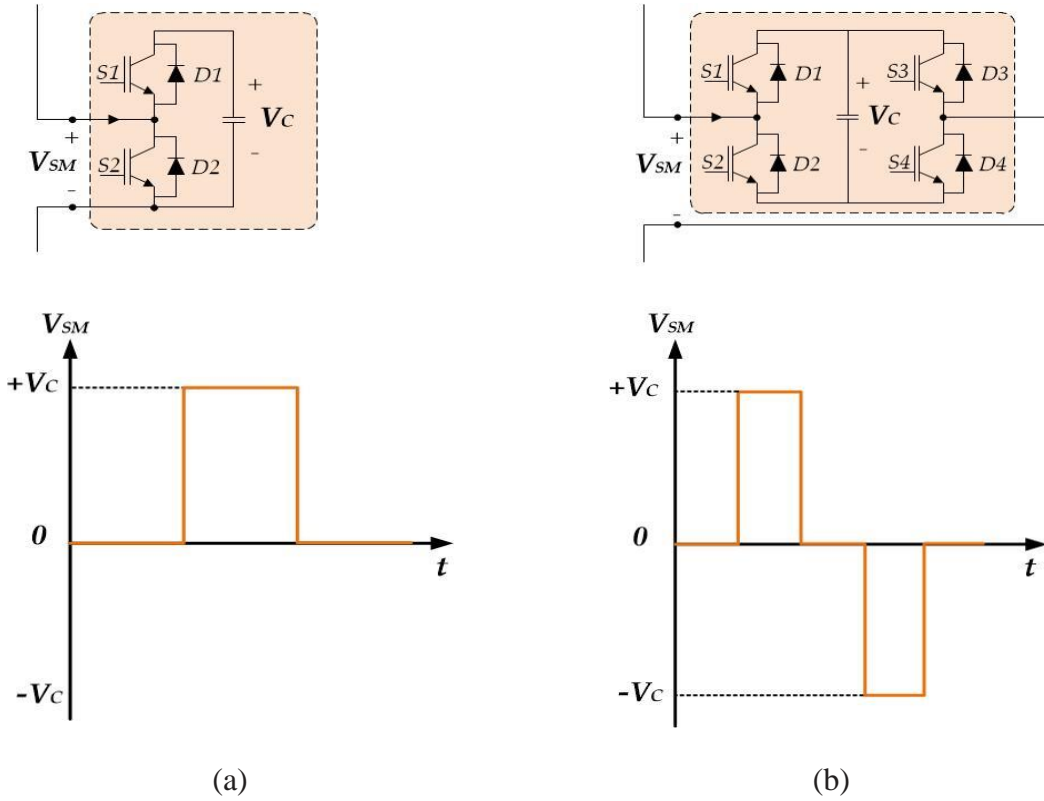 S1
D1
+
VC
-
+
VSM
-
S2
D2
S1
D1
+
VC
-
S3
D3
+
VSM
-
S2
D2
S4
D4
VSM
+VC
0
t
-VC
VSM
+VC
0
t
-VC
(a)
(b)